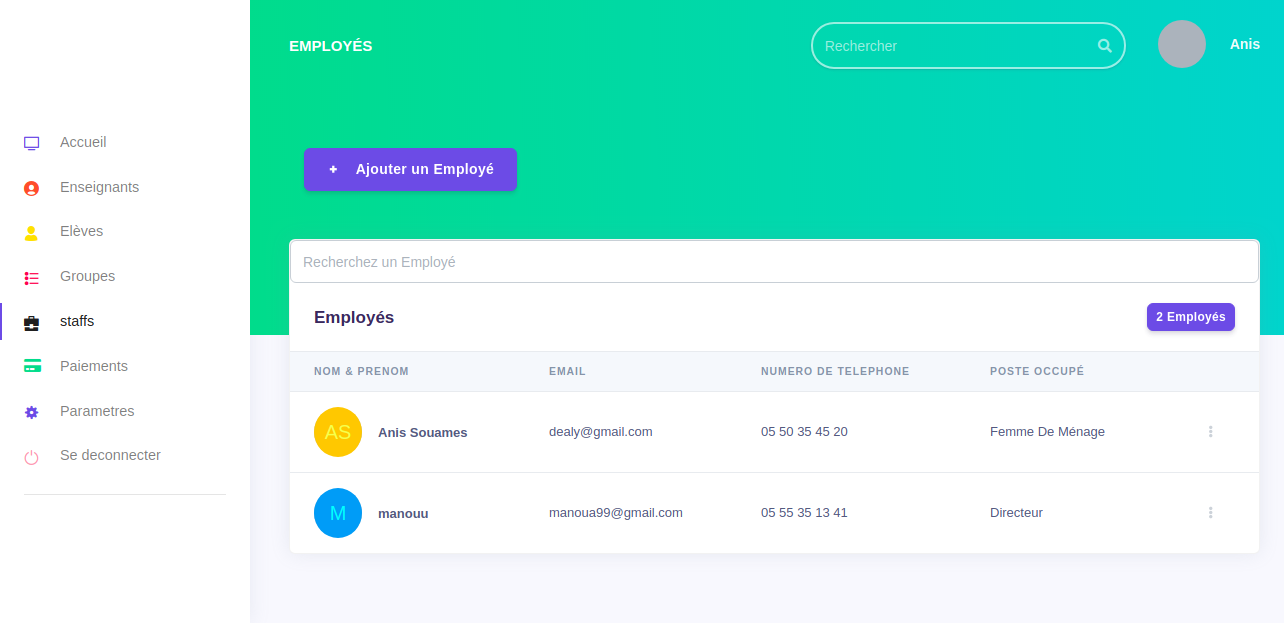 EMPLOYÉS
Rechercher
Anis
Accueil
Enseignants
Elèves
Groupes
staffs
Paiements
Parametres
Se deconnecter
Ajouter un Employé
Recherchez un Employé
Employés
2 Employés
NOM & PRENOM EMAIL NUMERO DE TELEPHONE POSTE OCCUPÉ
AS Anis Souames dealy@gmail.com 05 50 35 45 20 Femme De Ménage
M manouu manoua99@gmail.com 05 55 35 13 41 Directeur